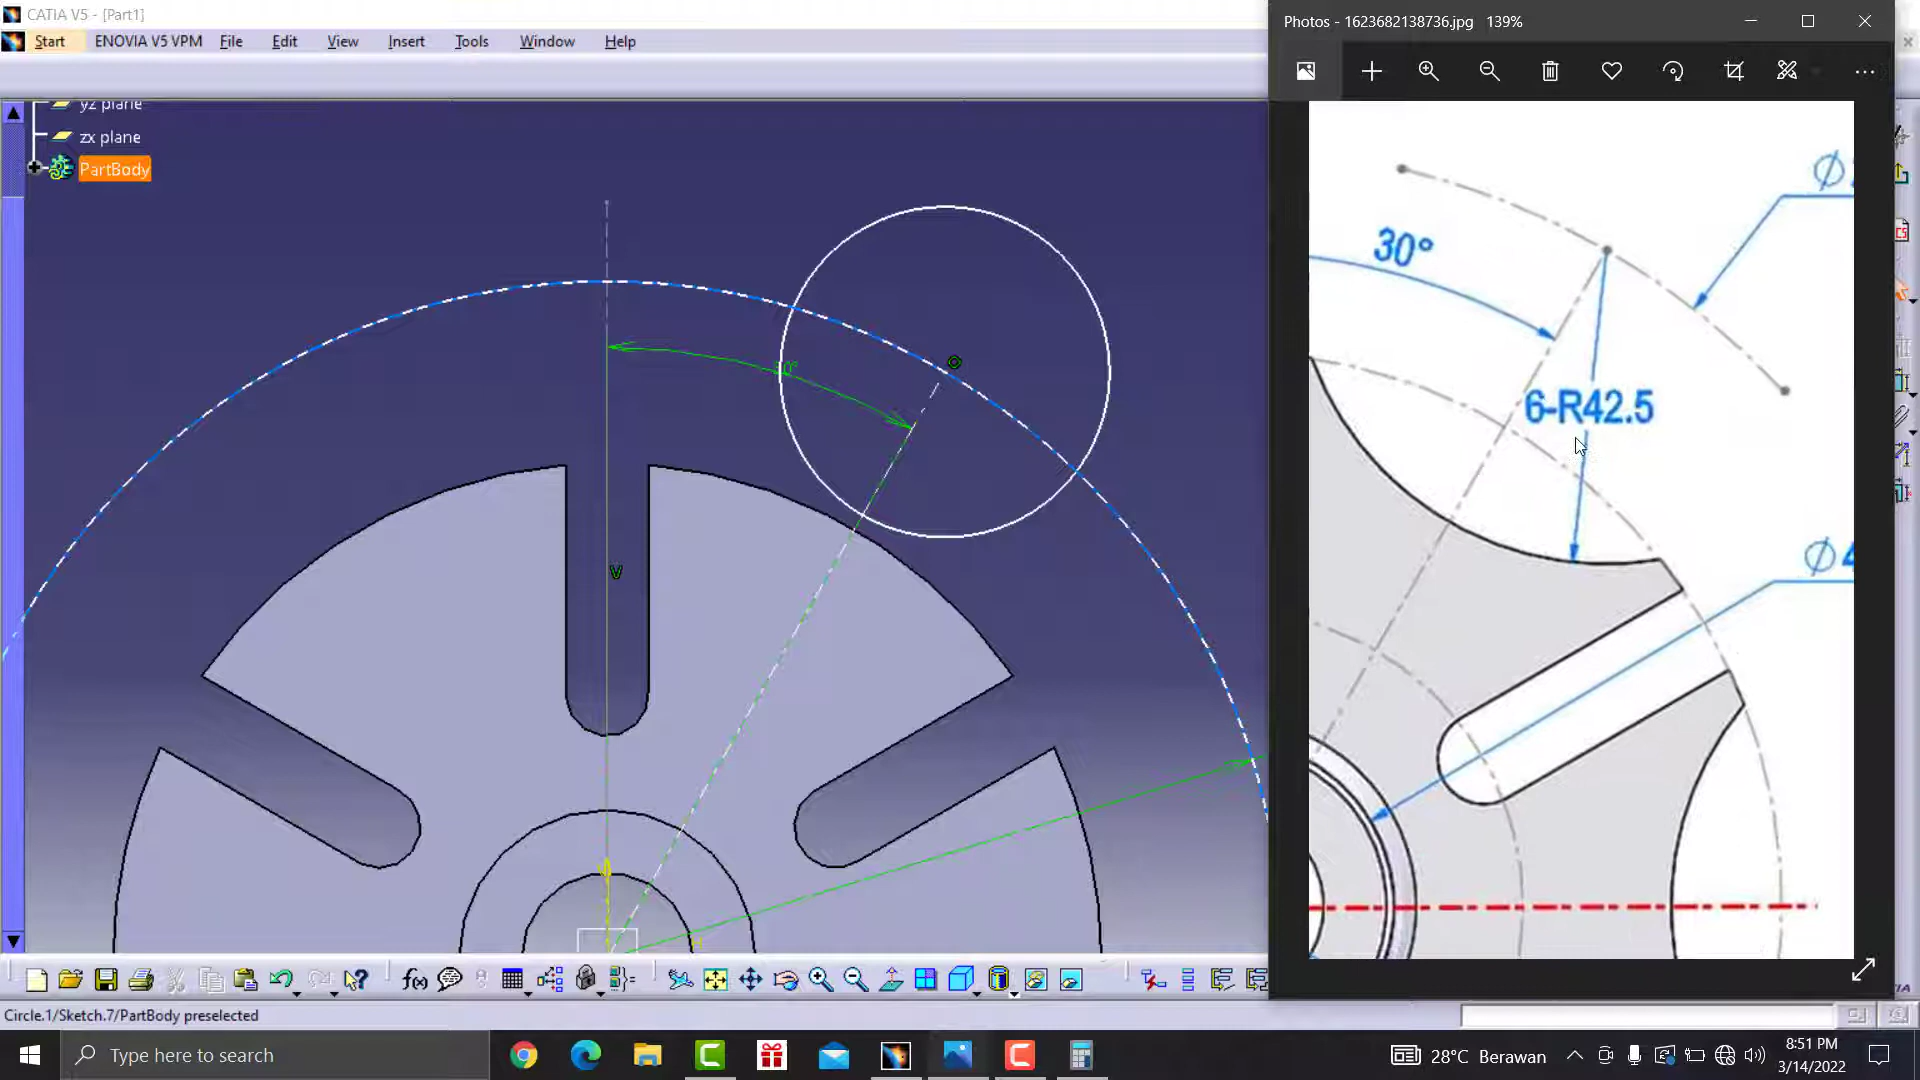 CATIA V5 - [Part1]
Start ENOVIA V5 VPM File Edit View Insert Tools Window Help
yz plane
zx plane
PartBody
V
Photos - 1623682138736.jpg 139%
Ø
30°
6-R42.5
Ø4
Circle.1/Sketch.7/PartBody preselected
Type here to search
28°C Berawan
8:51 PM
3/14/2022